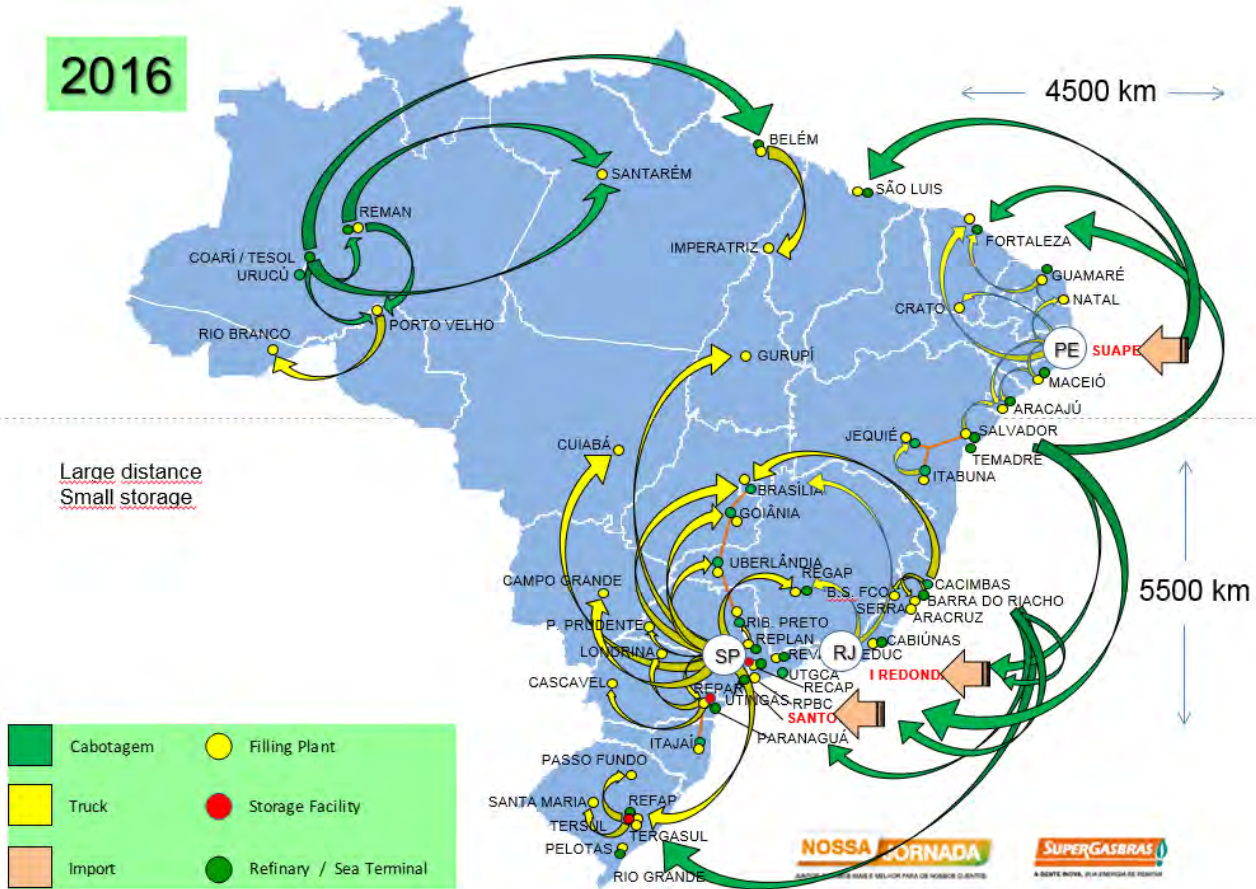 2016
4500 km
BELÉM
SANTARÉM
SÃO LUIS
REMAN
FORTALEZA
IMPERATRIZ
COARÍ / TESOL
URUCÚ
GUAMARÉ
NATAL
CRATO
PORTO VELHO
RIO BRANCO
GURUPÍ
PE
SUAPE
MACEIÓ
ARACAJÚ
SALVADOR
JEQUIÉ
CUIABÁ
TEMADRE
Large distance
Small storage
ITABUNA
BRASÍLIA
GOIÂNIA
UBERLÂNDIA
REGAP
CAMPO GRANDE
CACIMBAS
5500 km
B.S. FCO
BARRA DO RIACHO
SERRA
ARACRUZ
P. PRUDENTE
RIB. PRETO
REPLAN
CABIÚNAS
LONDRINA
SP
RJ
REVA
EDUC
UTGCA
I REDOND
RECAP
CASCAVEL
REPAR
UTINGAS
RPBC
SANTO
PARANAGUÁ
ITAJAÍ
PASSO FUNDO
SANTA MARIA
REFAP
TERSUL
TERGASUL
PELOTAS
RIO GRANDE
Cabotagem
Filling Plant
Truck
Storage Facility
Import
Refinary / Sea Terminal
NOSSA JORNADA
SUPERGASBRAS